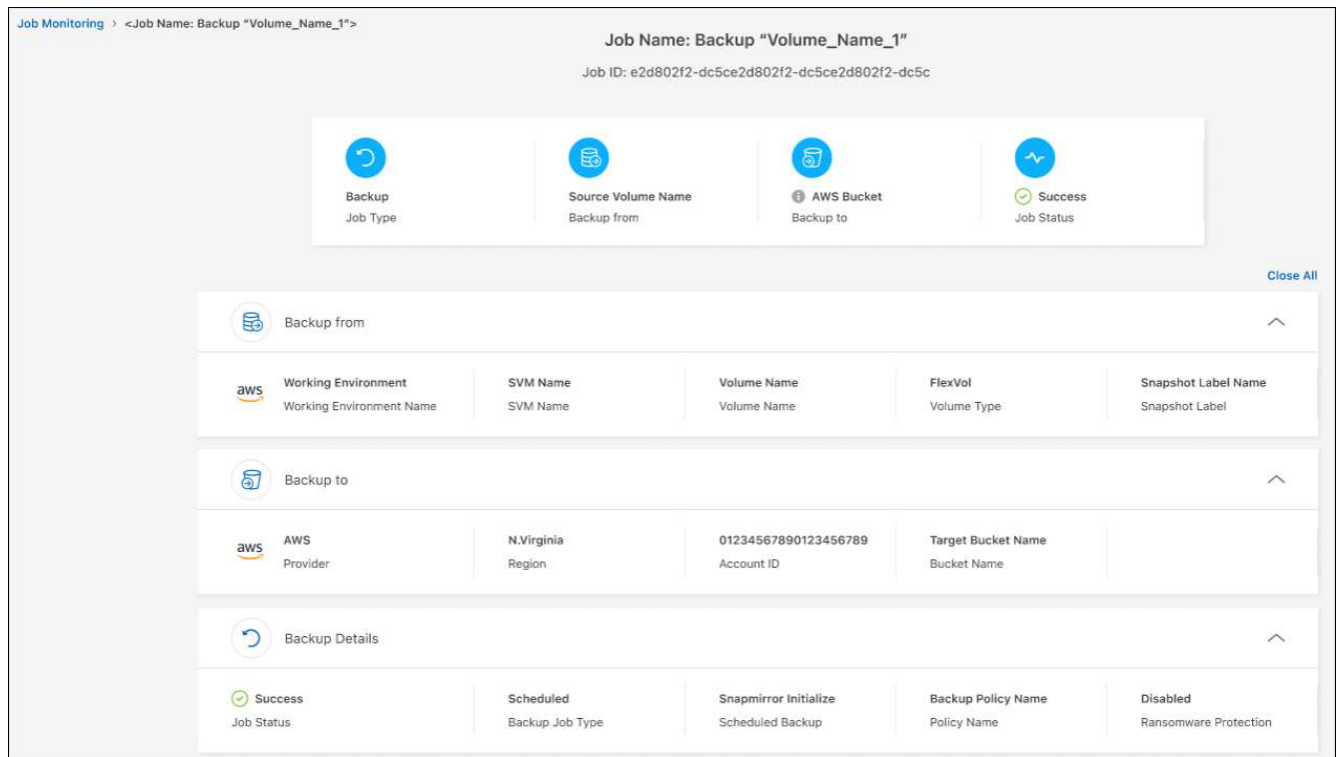 Job Monitoring > <Job Name: Backup “Volume_Name_1”>
Job Name: Backup “Volume_Name_1”
Job ID: e2d802f2-dc5ce2d802f2-dc5ce2d802f2-dc5c
Backup Source Volume Name AWS Bucket Success
Job Type Backup from Backup to Job Status
Close All
Backup from
aws
Working Environment SVM Name Volume Name FlexVol Snapshot Label Name
Working Environment Name SVM Name Volume Name Volume Type Snapshot Label
Backup to
aws
AWS N.Virginia 01234567890123456789 Target Bucket Name
Provider Region Account ID Bucket Name
Backup Details
Success Scheduled Snapmirror Initialize Backup Policy Name Disabled
Job Status Backup Job Type Scheduled Backup Policy Name Ransomware Protection